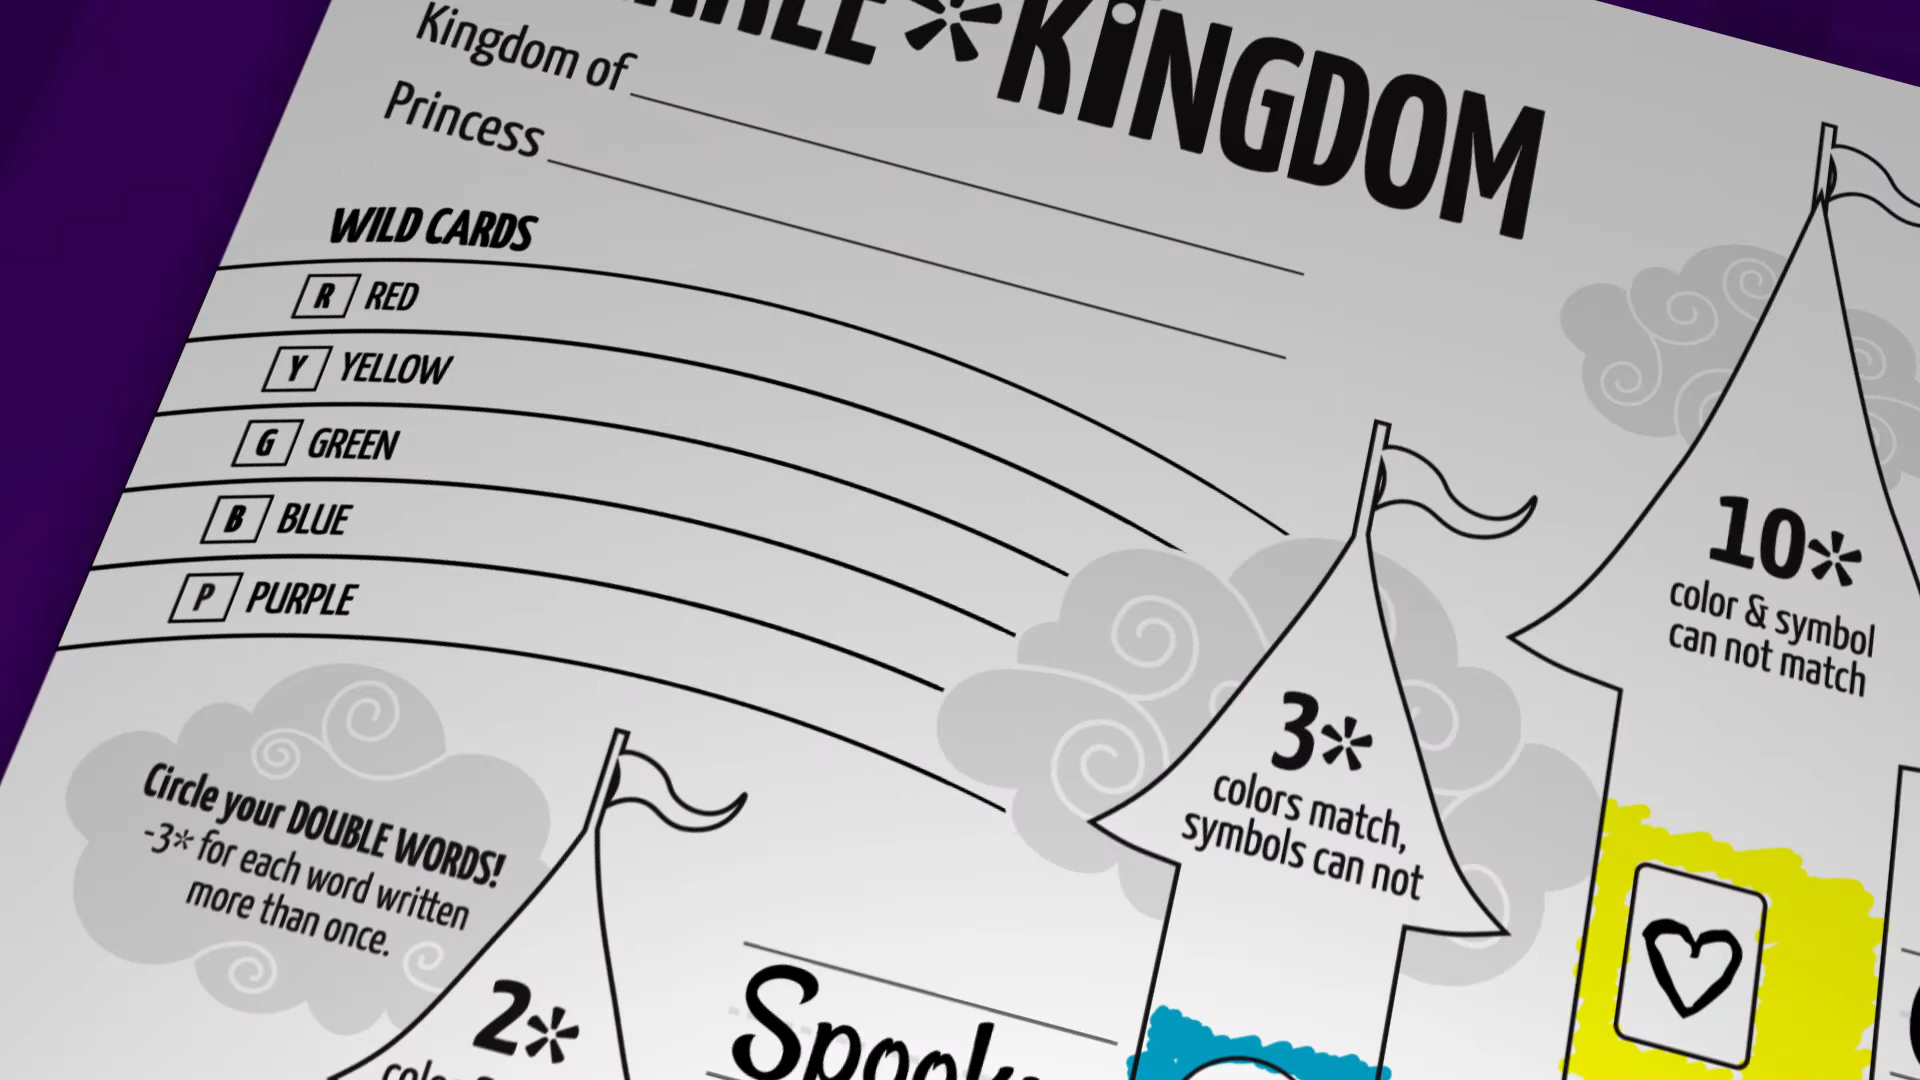 KINGDOM
Kingdom of
Princess
WILD CARDS
R RED
Y YELLOW
G GREEN
B BLUE
P PURPLE
10*
color & symbol
can not match
3*
colors match,
symbols can not
Circle your DOUBLE WORDS!
-3* for each word written
more than once.
2*
Spooky